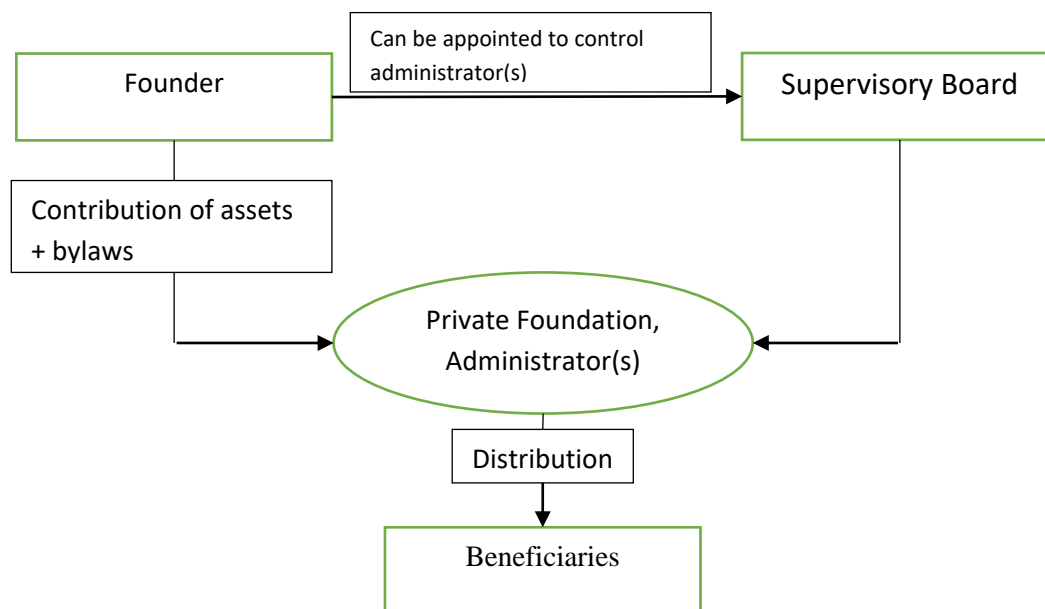 Can be appointed to control
administrator(s)
Founder
Supervisory Board
Contribution of assets
+ bylaws
Private Foundation,
Administrator(s)
Distribution
Beneficiaries